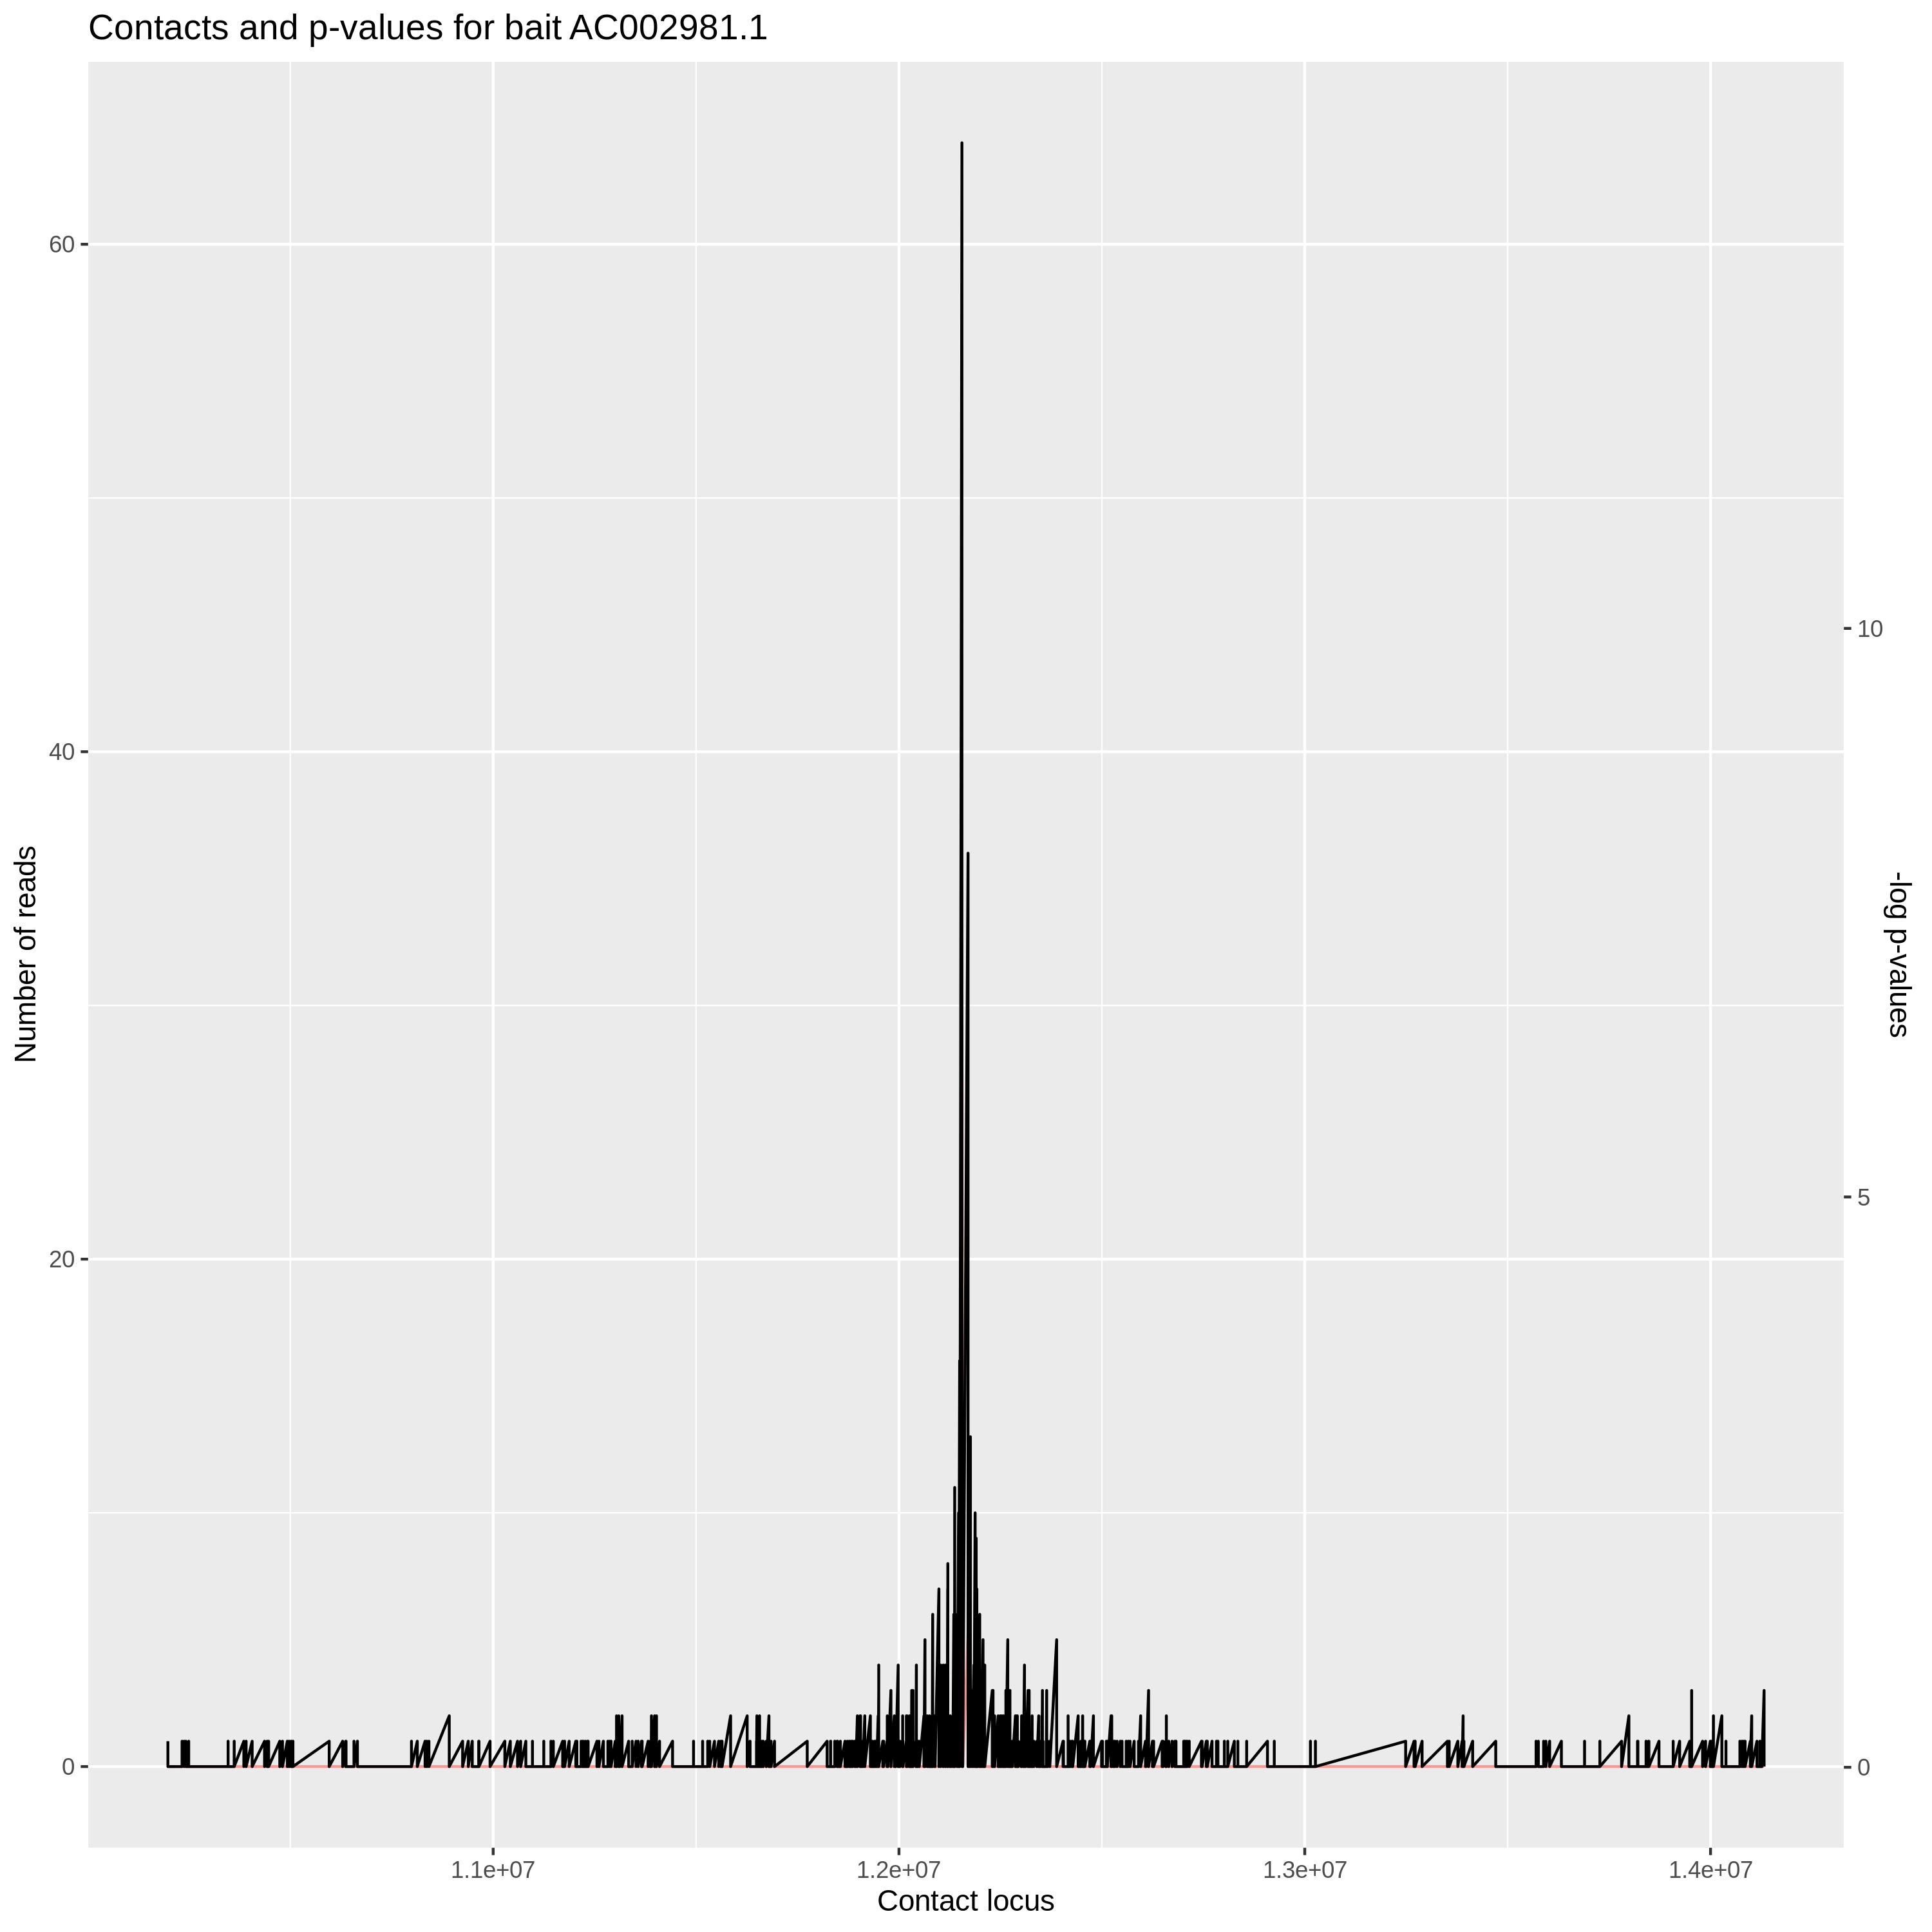 Contacts and p-values for bait AC002981.1
Number of reads
60
40
20
0
10
5
0
-log p-values
1.1e+07
1.2e+07
1.3e+07
1.4e+07
Contact locus